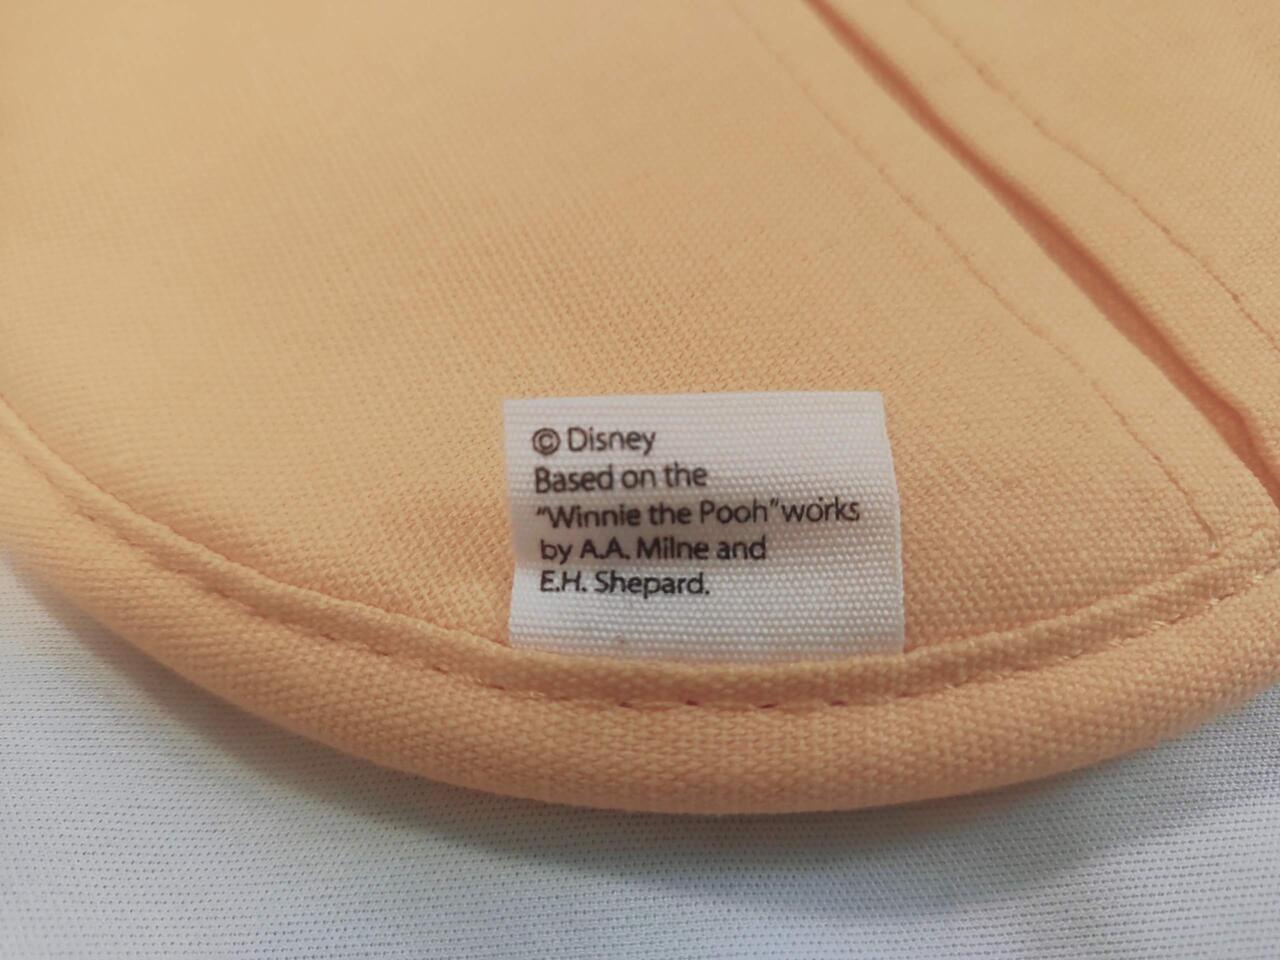 © Disney
Based on the
“Winnie the Pooh” works
by A.A. Milne and
E.H. Shepard.